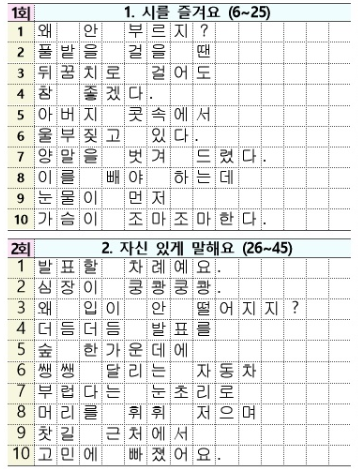 1회 1. 시를 즐겨요 (6~25)
1 왜 안 부르지?
2 풀밭을 걸을 땐
3 뒤꿍치로 걸어도
4 참 좋겠다.
5 아버지 콧속에서
6 울부짖고 있다.
7 양말을 벗겨 드렸다.
8 이를 빼야 하는데
9 눈물이 먼저
10 가슴이 조마조마한다.
2회 2. 자신 있게 말해요 (26~45)
1 발표할 차례예요.
2 심장이 쿵쾅쿵쾅.
3 왜 입이 안 떨어지지?
4 더듬더듬 발표를
5 숲 한가운데에
6 쌩쌩 달리는 자동차
7 부럽다는 눈초리로
8 머리를 휘휘 저으며
9 찻길 근처에서
10 고민에 빠졌어요.